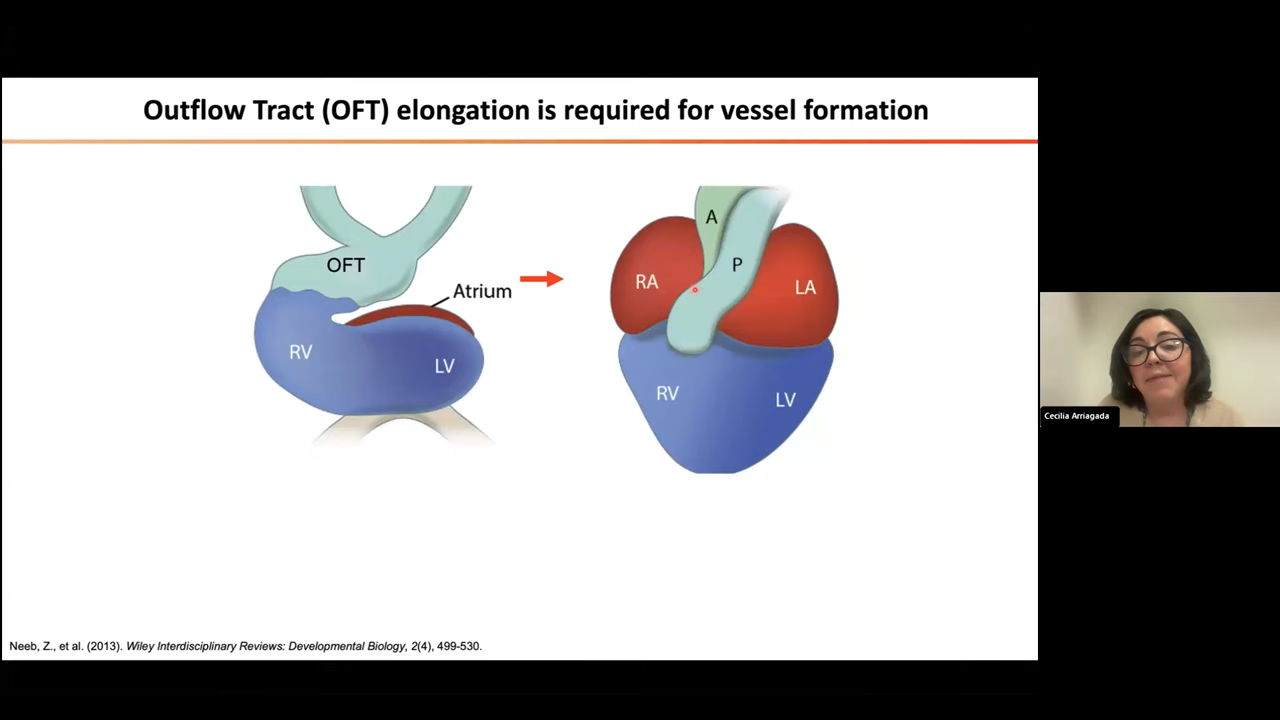 Outflow Tract (OFT) elongation is required for vessel formation
OFT
Atrium
RV
LV
A
P
RA
LA
RV
LV
Cecilia Arriagada
Neeb, Z., et al. (2013). Wiley Interdisciplinary Reviews: Developmental Biology, 2(4), 499-530.